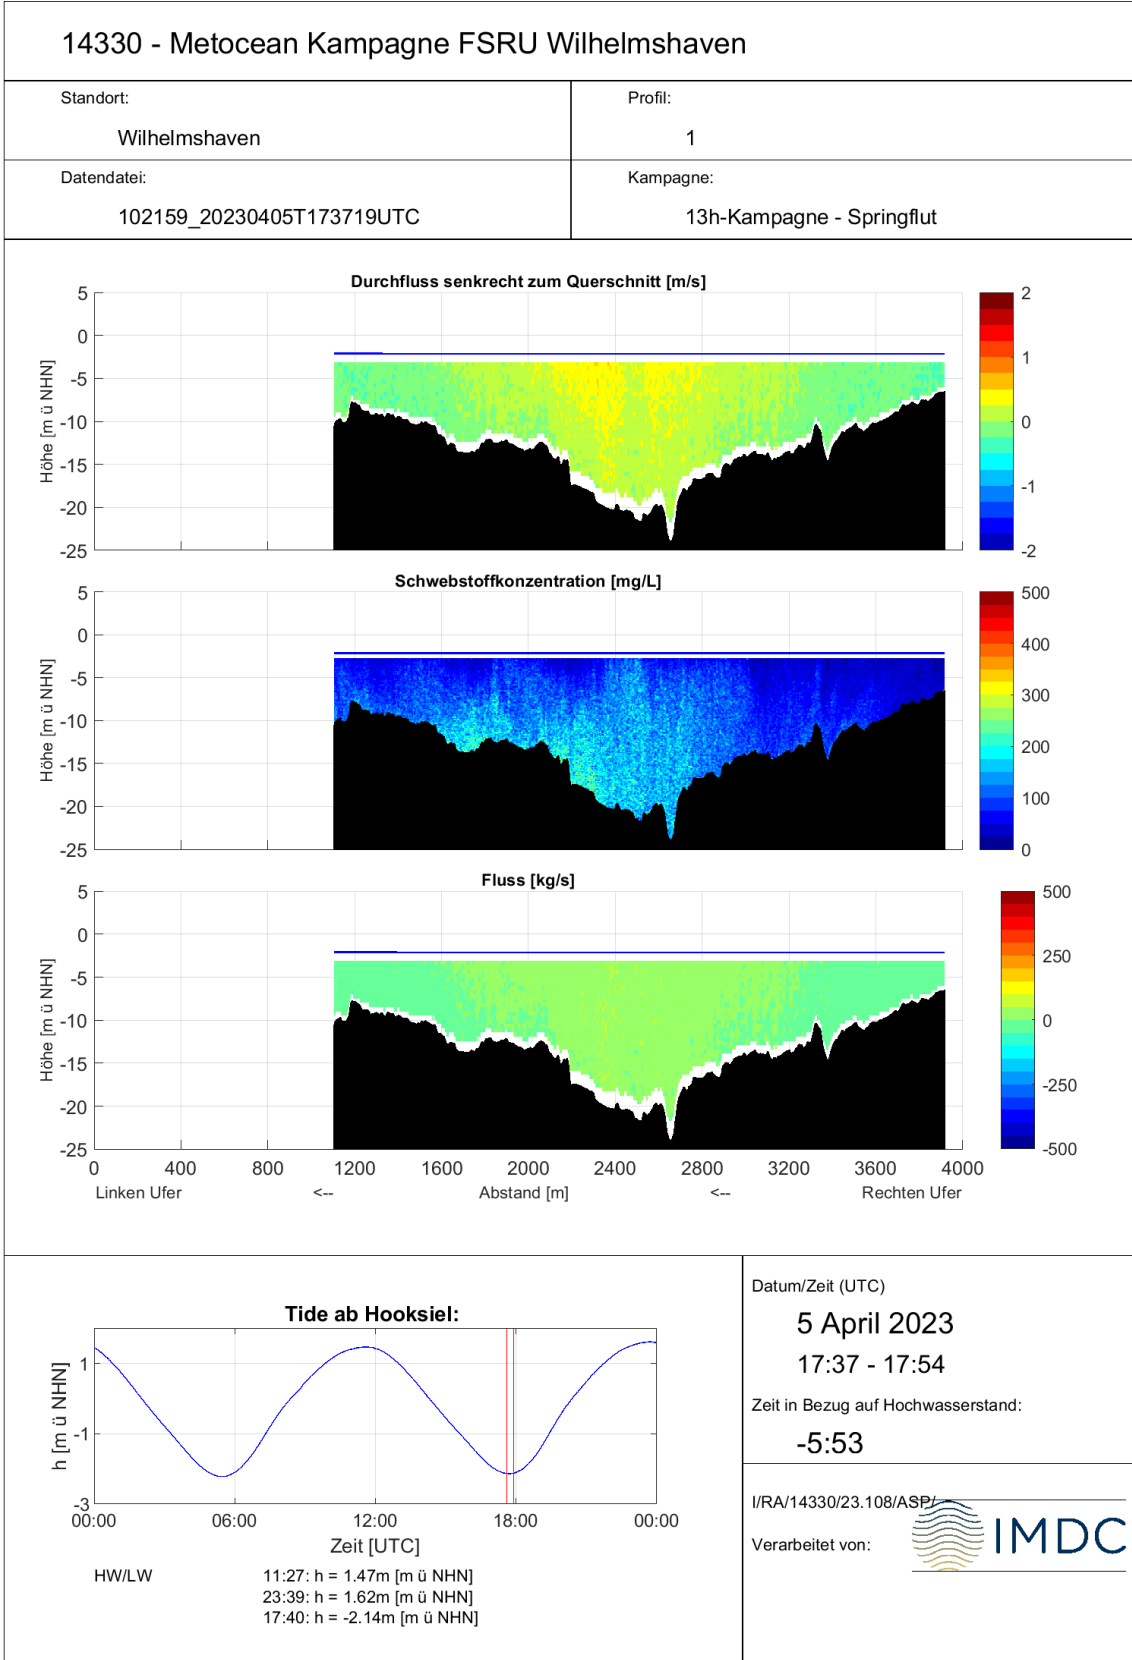 14330 - Metocean Kampagne FSRU Wilhelmshaven
Standort:
Wilhelmshaven
Profil:
1
Datendatei:
102159_20230405T173719UTC
Kampagne:
13h-Kampagne - Springflut
Durchfluss senkrecht zum Querschnitt [m/s]
5
0
-5
-10
-15
-20
-25
Höhe [m ü NHN]
2
1
0
-1
-2
Schwebstoffkonzentration [mg/L]
5
0
-5
-10
-15
-20
-25
Höhe [m ü NHN]
500
400
300
200
100
0
Fluss [kg/s]
5
0
-5
-10
-15
-20
-25
Höhe [m ü NHN]
500
250
0
-250
-500
0 400 800 1200 1600 2000 2400 2800 3200 3600 4000
Linken Ufer <-- Abstand [m] <-- Rechten Ufer
Tide ab Hooksiel:
1
-1
-3
h [m ü NHN]
00:00 06:00 12:00 18:00 00:00
Zeit [UTC]
HW/LW
11:27: h = 1.47m [m ü NHN]
23:39: h = 1.62m [m ü NHN]
17:40: h = -2.14m [m ü NHN]
Datum/Zeit (UTC)
5 April 2023
17:37 - 17:54
Zeit in Bezug auf Hochwasserstand:
-5:53
I/RA/14330/23.108/ASP/
Verarbeitet von:
IMDC